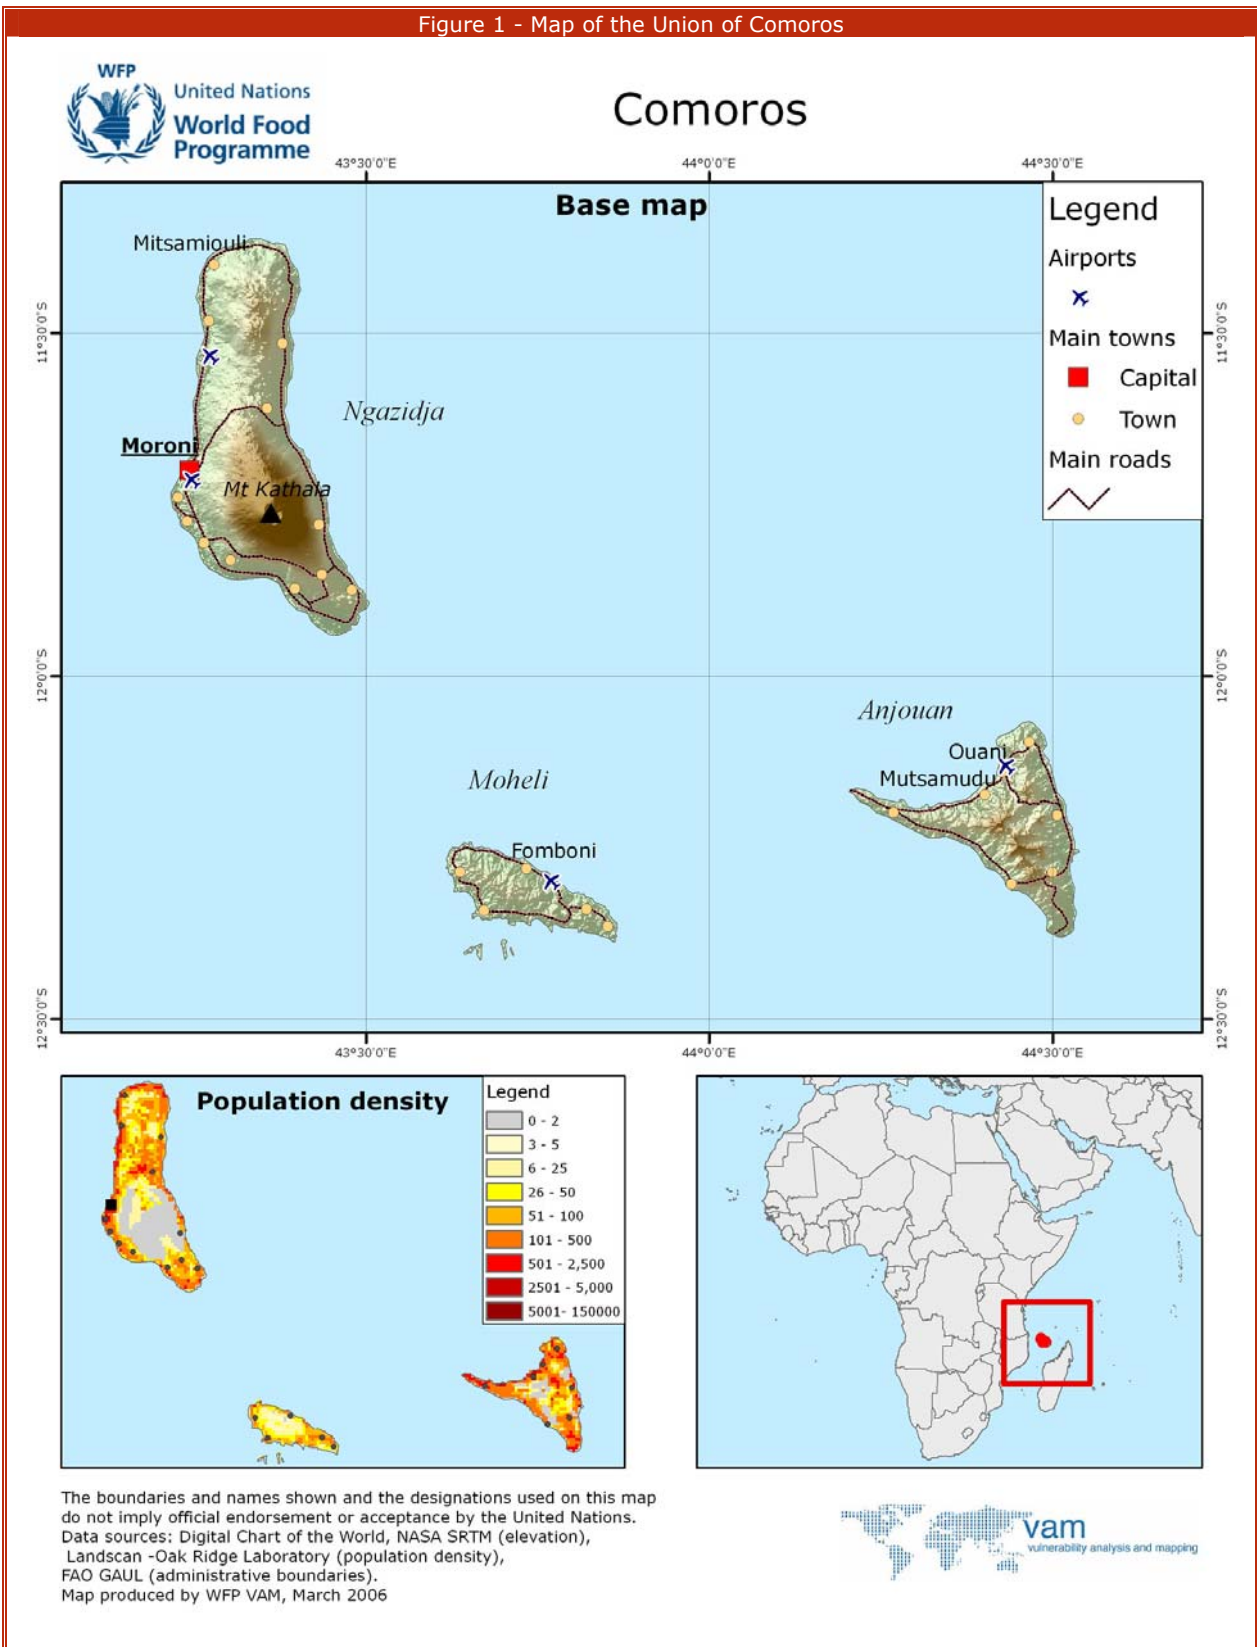 Figure 1 - Map of the Union of Comoros
WFP
United Nations
World Food
Programme
Comoros
43°30'0"E
44°0'0"E
44°30'0"E
Base map
Legend
Airports
Main towns
Capital
Town
Main roads
Mitsamiouli
11°30'0"S
11°30'0"S
Ngazidja
Moroni
Mt Kathala
12°0'0"S
12°0'0"S
Anjouan
Ouani
Mutsamudu
Moheli
Fomboni
12°30'0"S
12°30'0"S
43°30'0"E
44°0'0"E
44°30'0"E
Population density
Legend
0 - 2
3 - 5
6 - 25
26 - 50
51 - 100
101 - 500
501 - 2,500
2501 - 5,000
5001- 150000
The boundaries and names shown and the designations used on this map
do not imply official endorsement or acceptance by the United Nations.
Data sources: Digital Chart of the World, NASA SRTM (elevation),
Landscan -Oak Ridge Laboratory (population density),
FAO GAUL (administrative boundaries).
Map produced by WFP VAM, March 2006
vam
vulnerability analysis and mapping